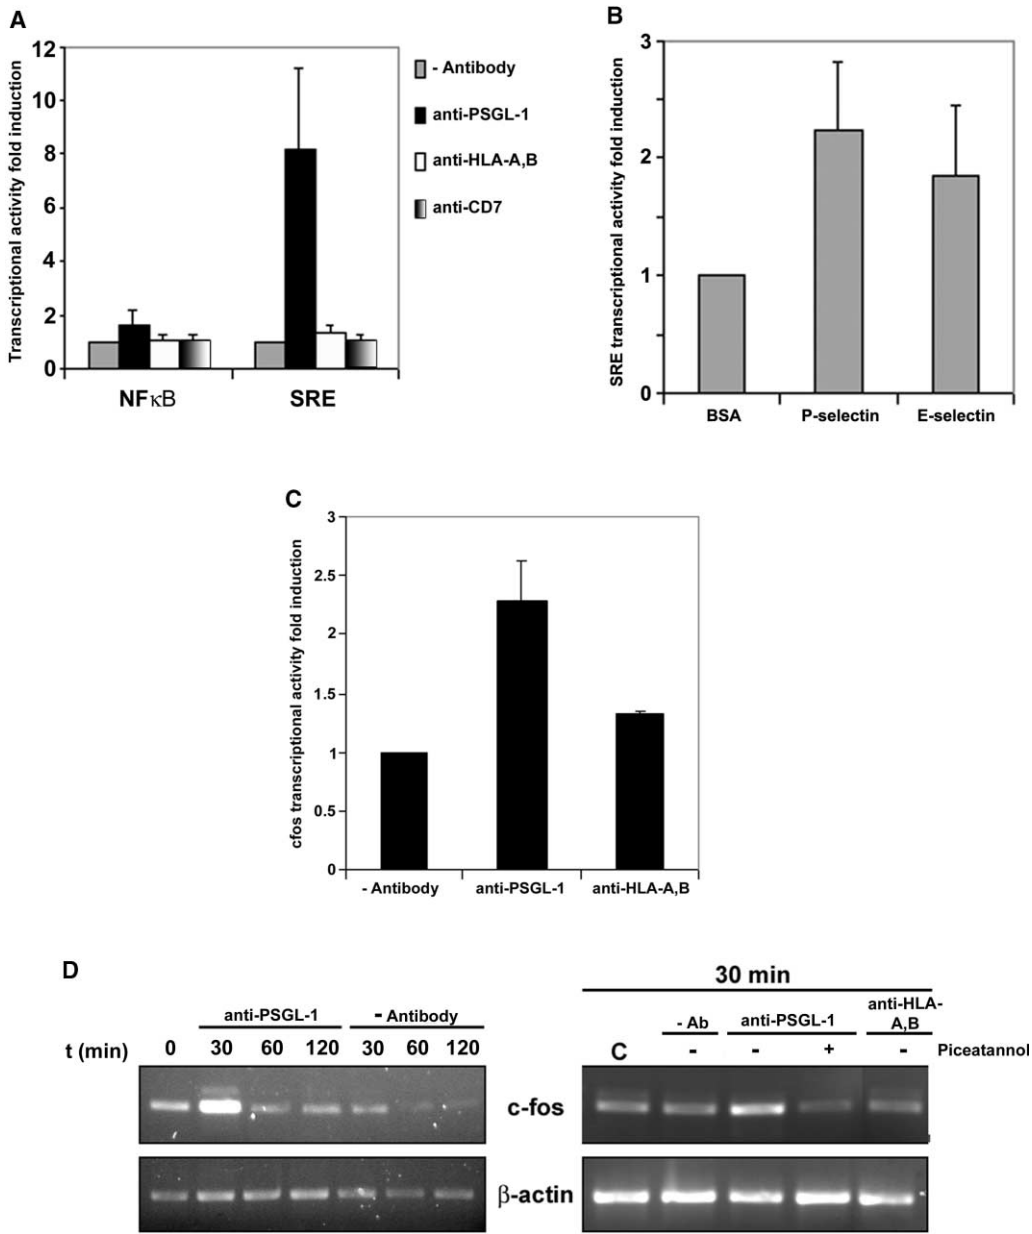 A
Transcriptional activity fold induction
12
10
8
6
4
2
0
NFκB
SRE
- Antibody
anti-PSGL-1
anti-HLA-A,B
anti-CD7
B
SRE transcriptional activity fold induction
3
2
1
0
BSA
P-selectin
E-selectin
C
cfos transcriptional activity fold induction
3
2.5
2
1.5
1
0.5
0
- Antibody
anti-PSGL-1
anti-HLA-A,B
D
anti-PSGL-1 - Antibody
t (min) 0 30 60 120 30 60 120
30 min
- Ab anti-PSGL-1 anti-HLA-
A,B
C - - + - Piceatannol
c-fos
β-actin